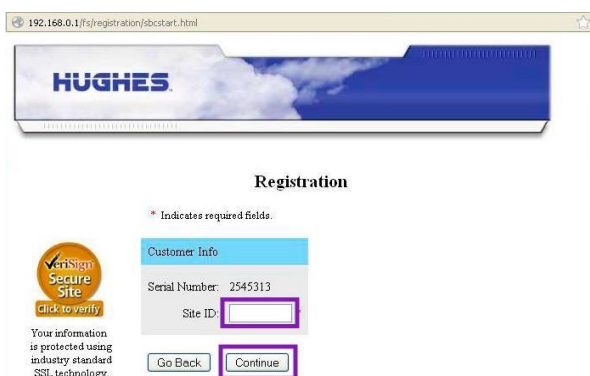 192.168.0.1/fs/registration/sbcstart.html
HUGHES.
Registration
* Indicates required fields.
Customer Info
Serial Number: 2545313
Site ID: *
VeriSign
Secure
Site
Click to verify
Your information
is protected using
industry standard
SSL technology.
Go Back Continue